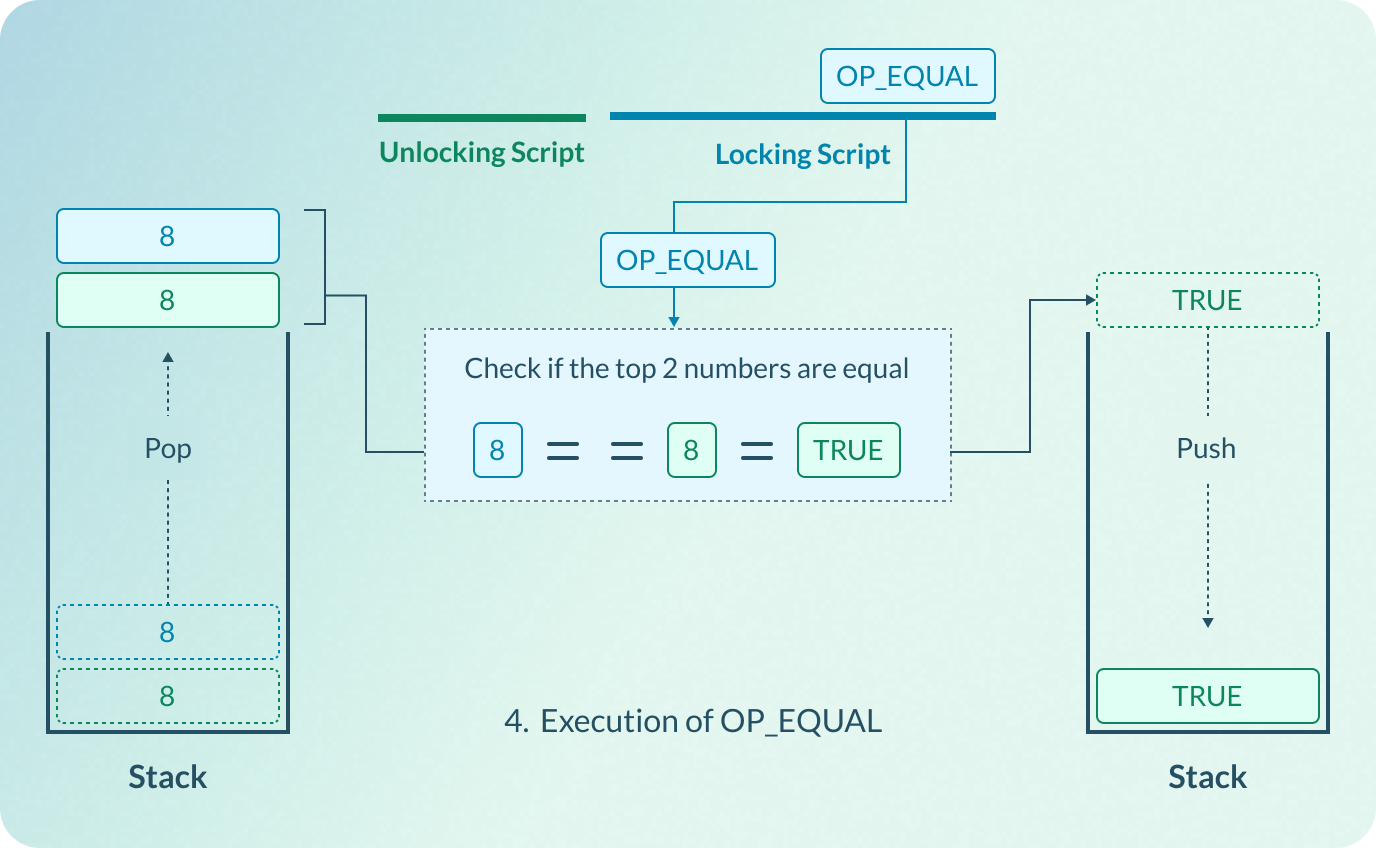 OP_EQUAL
Unlocking Script
Locking Script
8
8
OP_EQUAL
TRUE
Check if the top 2 numbers are equal
8 = = 8 = TRUE
Pop
Push
8
8
TRUE
4. Execution of OP_EQUAL
Stack
Stack